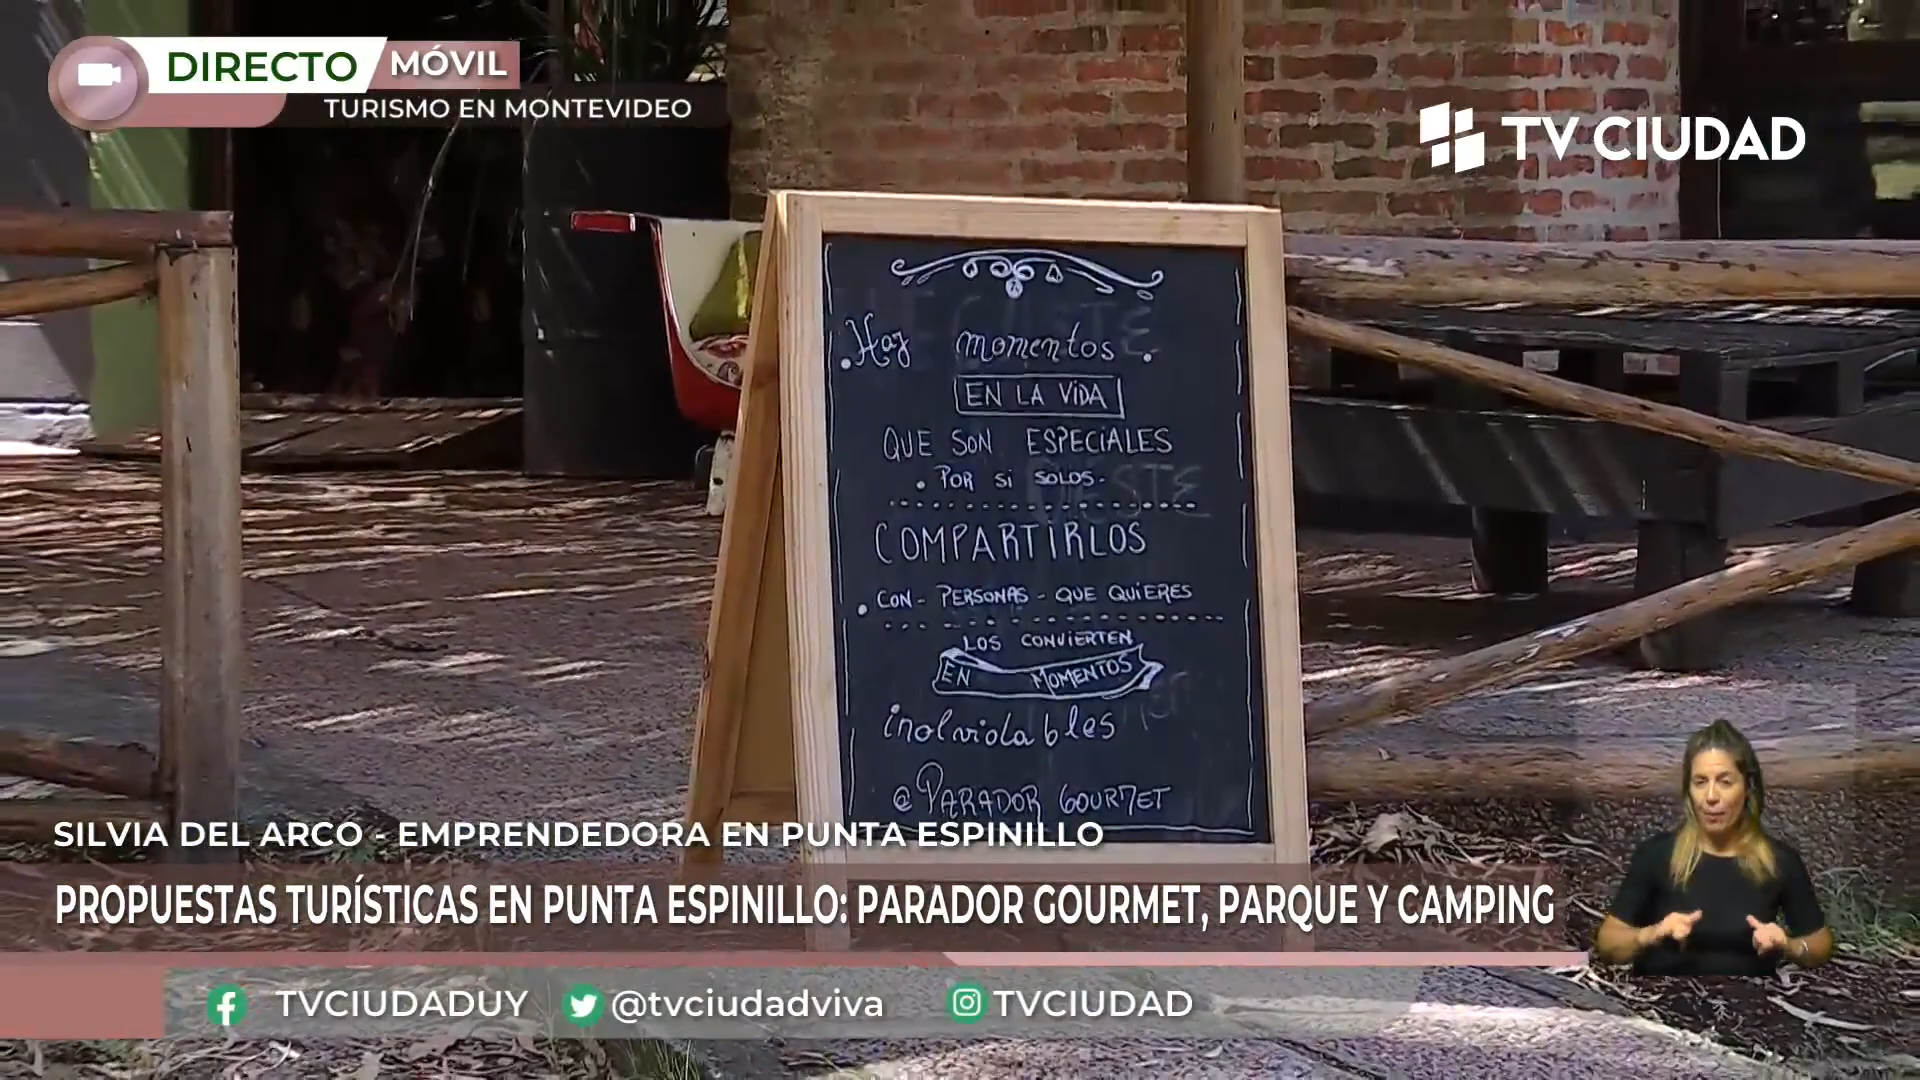 DIRECTO MÓVIL
TURISMO EN MONTEVIDEO
TV CIUDAD
Hay momentos
EN LA VIDA
QUE SON ESPECIALES
POR SI SOLOS
COMPARTIRLOS
CON - PERSONAS - QUE QUIERES
LOS CONVIERTEN
EN MOMENTOS
inolvidables
@PARADOR GOURMET
SILVIA DEL ARCO - EMPRENDEDORA EN PUNTA ESPINILLO
PROPUESTAS TURÍSTICAS EN PUNTA ESPINILLO: PARADOR GOURMET, PARQUE Y CAMPING
TVCIUDADUY @tvciudadviva TVCIUDAD